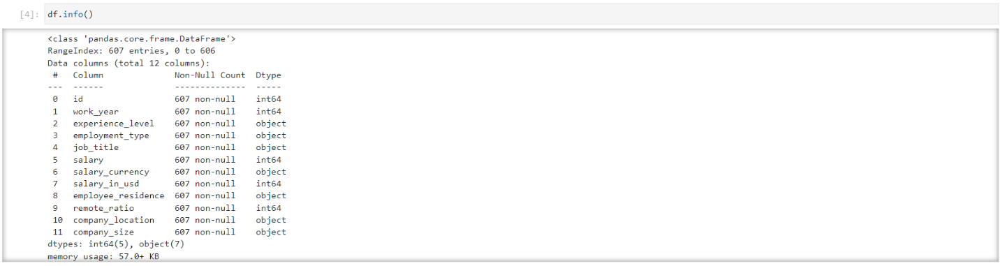 [4]: df.info()
<class 'pandas.core.frame.DataFrame'>
RangeIndex: 607 entries, 0 to 606
Data columns (total 12 columns):
 #   Column              Non-Null Count  Dtype
---  ------              --------------  -----
 0   id                  607 non-null    int64
 1   work_year           607 non-null    int64
 2   experience_level    607 non-null    object
 3   employment_type     607 non-null    object
 4   job_title           607 non-null    object
 5   salary              607 non-null    int64
 6   salary_currency     607 non-null    object
 7   salary_in_usd       607 non-null    int64
 8   employee_residence  607 non-null    object
 9   remote_ratio        607 non-null    int64
 10  company_location    607 non-null    object
 11  company_size        607 non-null    object
dtypes: int64(5), object(7)
memory usage: 57.0+ KB